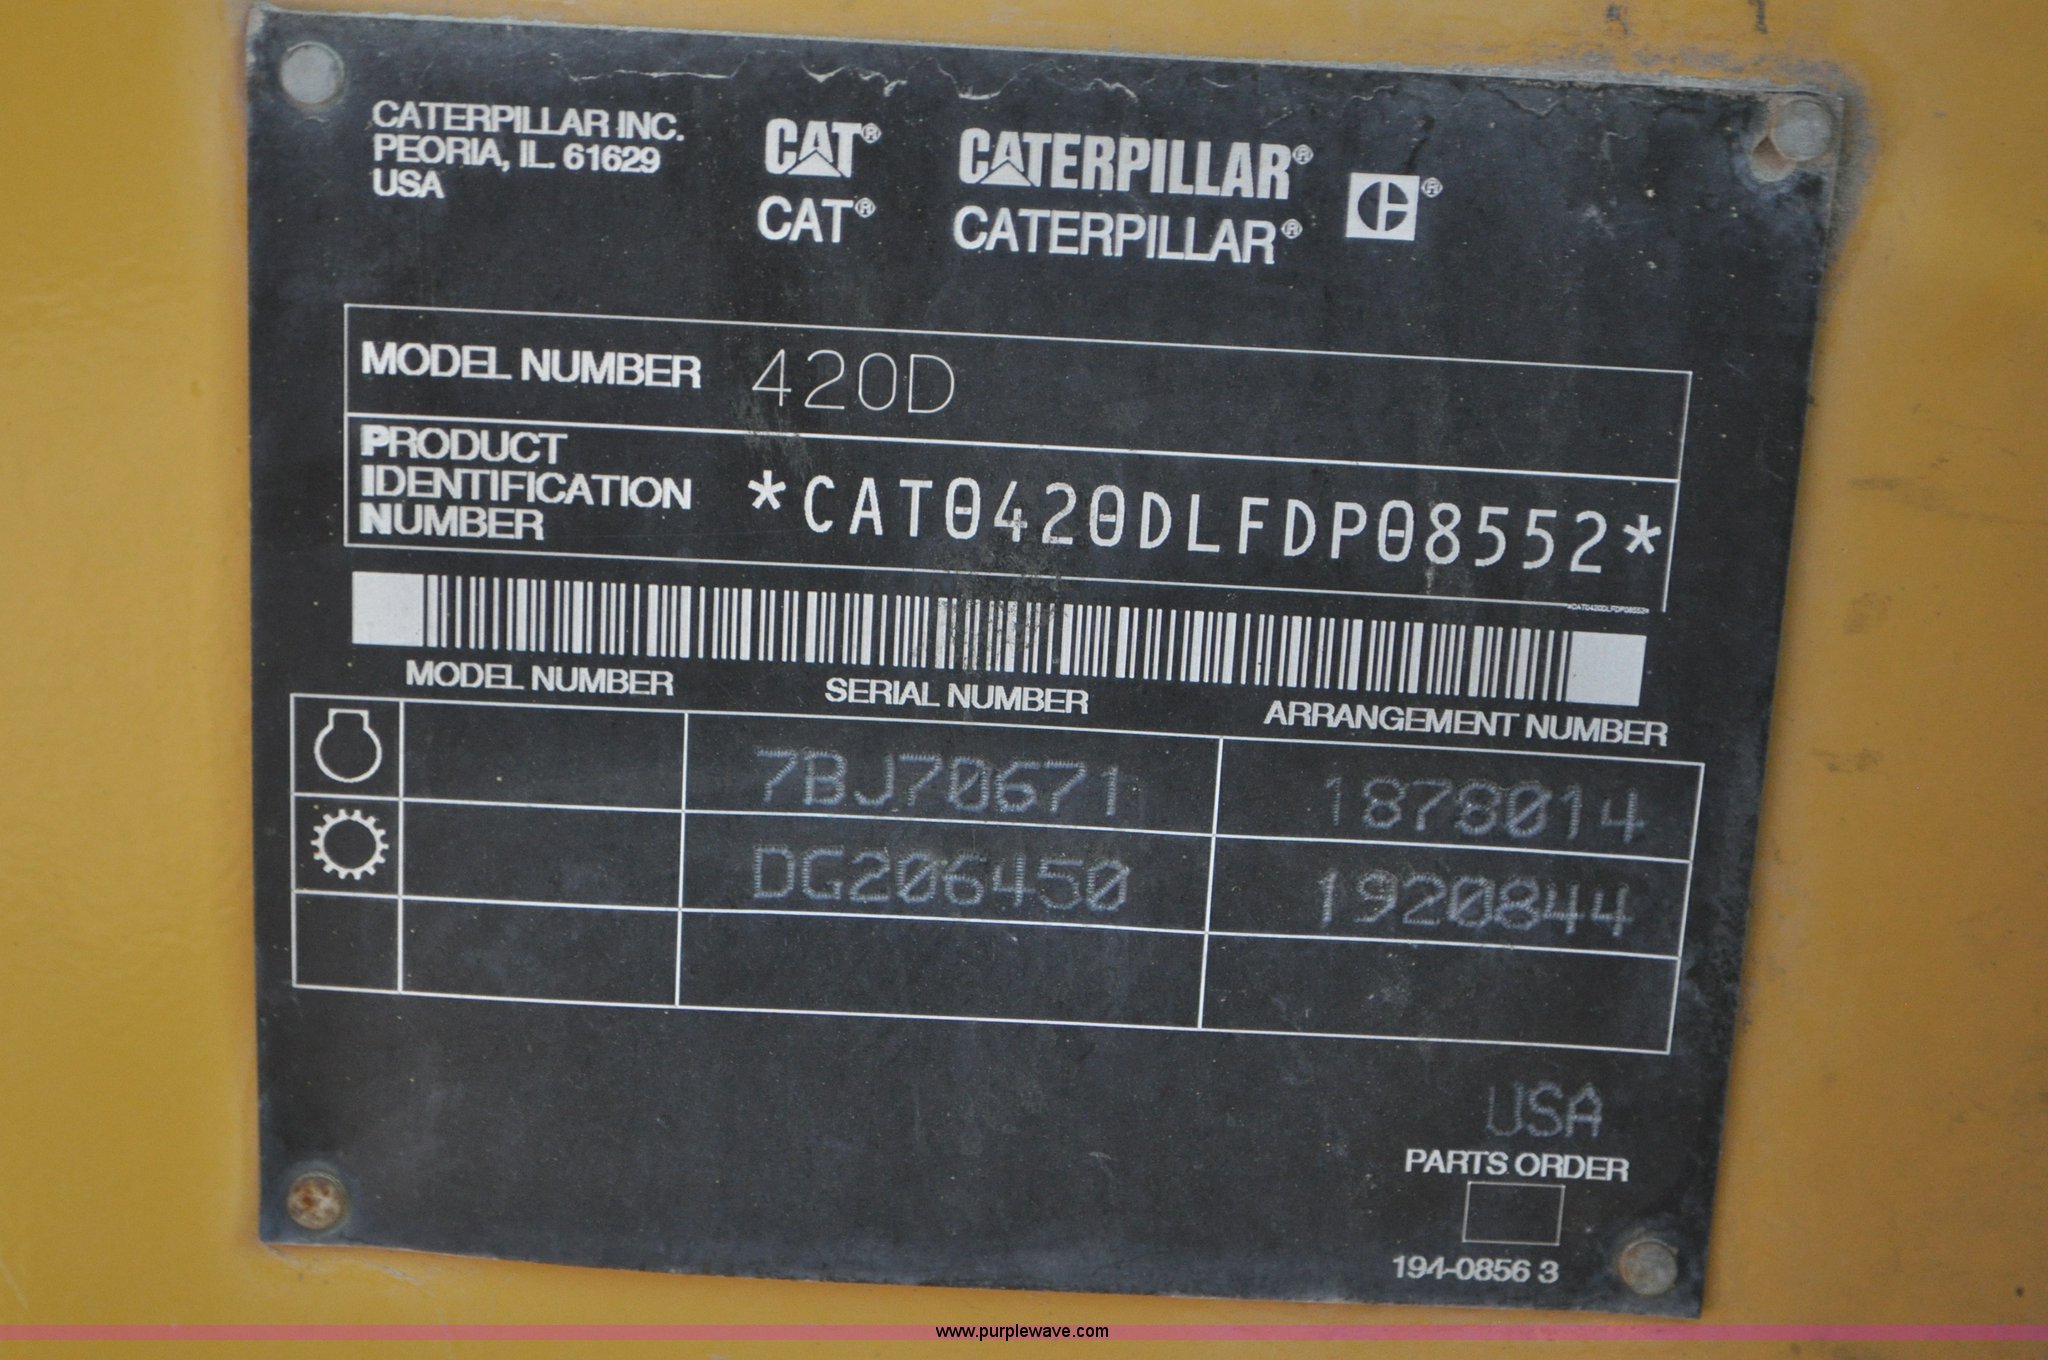 CATERPILLAR INC.
PEORIA, IL. 61629
USA
CAT® CATERPILLAR® ®
CAT® CATERPILLAR®
MODEL NUMBER 420D
PRODUCT
IDENTIFICATION
NUMBER
*CAT0420DLFDP08552*
*CAT0420DLFDP08552*
MODEL NUMBER SERIAL NUMBER ARRANGEMENT NUMBER
7BJ70671 1878014
DG206450 1920844
USA
PARTS ORDER
194-0856 3
www.purplewave.com